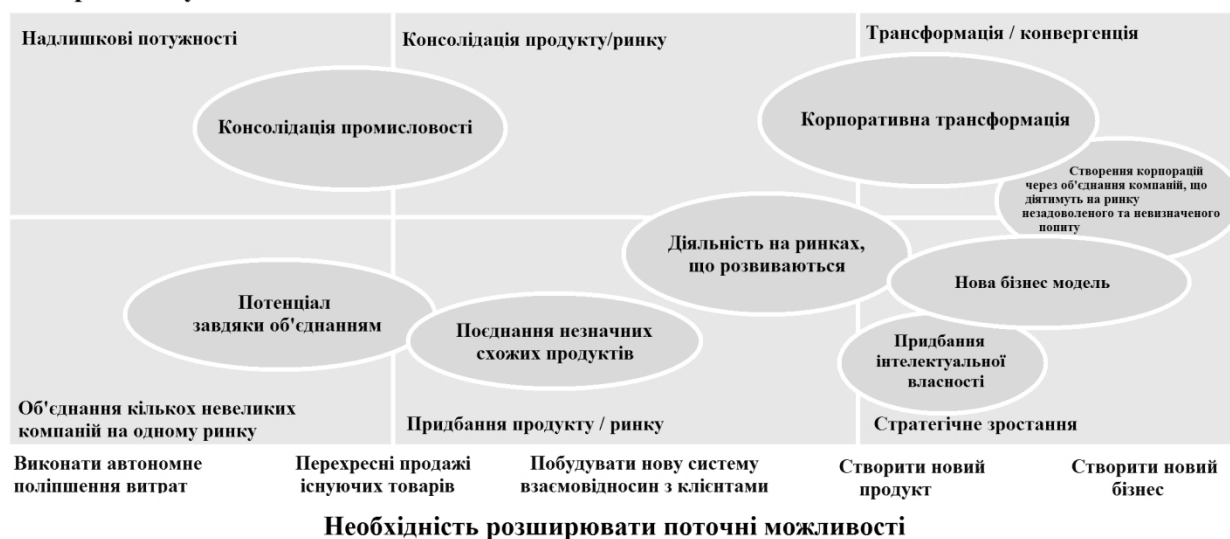 Надлишкові потужності
Консолідація продукту/ринку
Трансформація / конвергенція
Консолідація промисловості
Корпоративна трансформація
Створення корпорацій
через об'єднання компаній, що
діятимуть на ринку
незадоволеного та невизначеного
попиту
Діяльність на ринках,
що розвиваються
Нова бізнес модель
Потенціал
завдяки об'єднанням
Поєднання незначних
схожих продуктів
Придбання
інтелектуальної
власності
Об'єднання кількох невеликих
компаній на одному ринку
Придбання продукту / ринку
Стратегічне зростання
Виконати автономне
поліпшення витрат
Перехресні продажі
існуючих товарів
Побудувати нову систему
взаємовідносин з клієнтами
Створити новий
продукт
Створити новий
бізнес
Необхідність розширювати поточні можливості